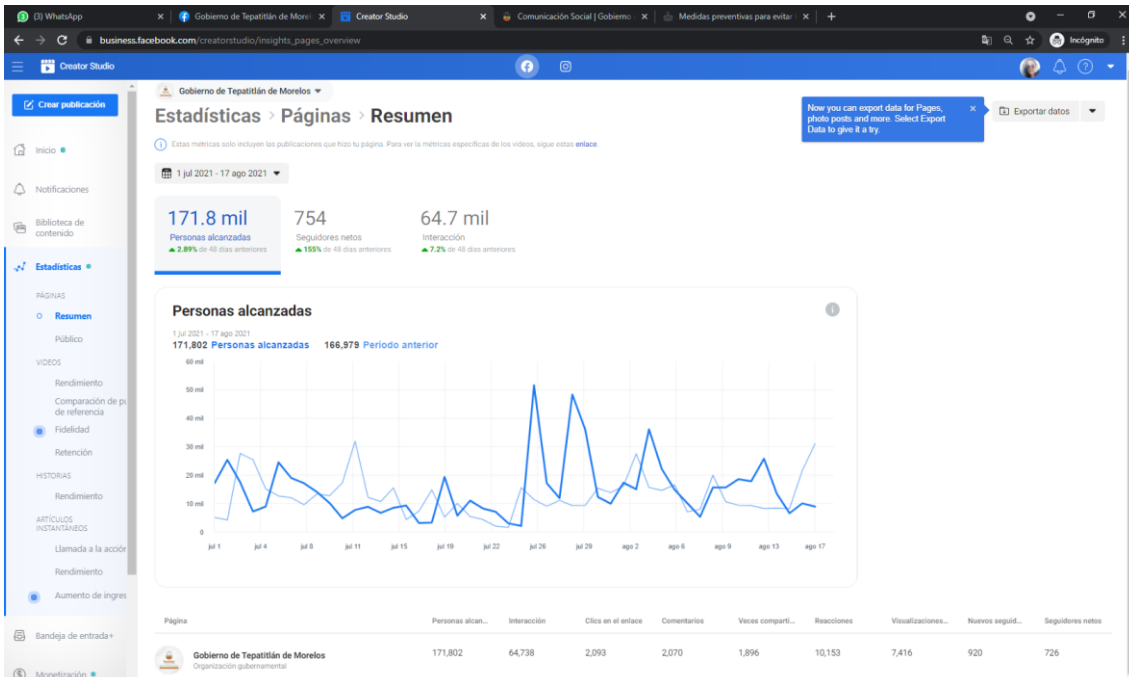 (3) WhatsApp
Gobierno de Tepatitlán de Morel
Creator Studio
Comunicación Social | Gobierno
Medidas preventivas para evitar
business.facebook.com/creatorstudio/insights_pages_overview
Incógnito
Creator Studio
Crear publicación
Inicio
Notificaciones
Biblioteca de
contenido
Estadísticas
PÁGINAS
Resumen
Público
VIDEOS
Rendimiento
Comparación de pu
de referencia
Fidelidad
Retención
HISTORIAS
Rendimiento
ARTÍCULOS
INSTANTÁNEOS
Llamada a la acción
Rendimiento
Aumento de ingres
Bandeja de entrada+
Monetización
Gobierno de Tepatitlán de Morelos
Estadísticas > Páginas > Resumen
Now you can export data for Pages,
photo posts and more. Select Export
Data to give it a try.
Exportar datos
Estas métricas solo incluyen las publicaciones que hizo tu página. Para ver la métricas específicas de los videos, sigue estas enlace.
1 jul 2021 - 17 ago 2021
171.8 mil
Personas alcanzadas
2.89% de 48 días anteriores
754
Seguidores netos
155% de 48 días anteriores
64.7 mil
Interacción
7.2% de 48 días anteriores
Personas alcanzadas
1 jul 2021 - 17 ago 2021
171,802 Personas alcanzadas 166,979 Periodo anterior
60 mil
50 mil
40 mil
30 mil
20 mil
10 mil
0
jul 1 jul 4 jul 8 jul 11 jul 15 jul 19 jul 22 jul 26 jul 29 ago 2 ago 6 ago 9 ago 13 ago 17
Página Personas alcan... Interacción Clics en el enlace Comentarios Veces comparti... Reacciones Visualizaciones... Nuevos seguid... Seguidores netos
Gobierno de Tepatitlán de Morelos 171,802 64,738 2,093 2,070 1,896 10,153 7,416 920 726
Organización gubernamental